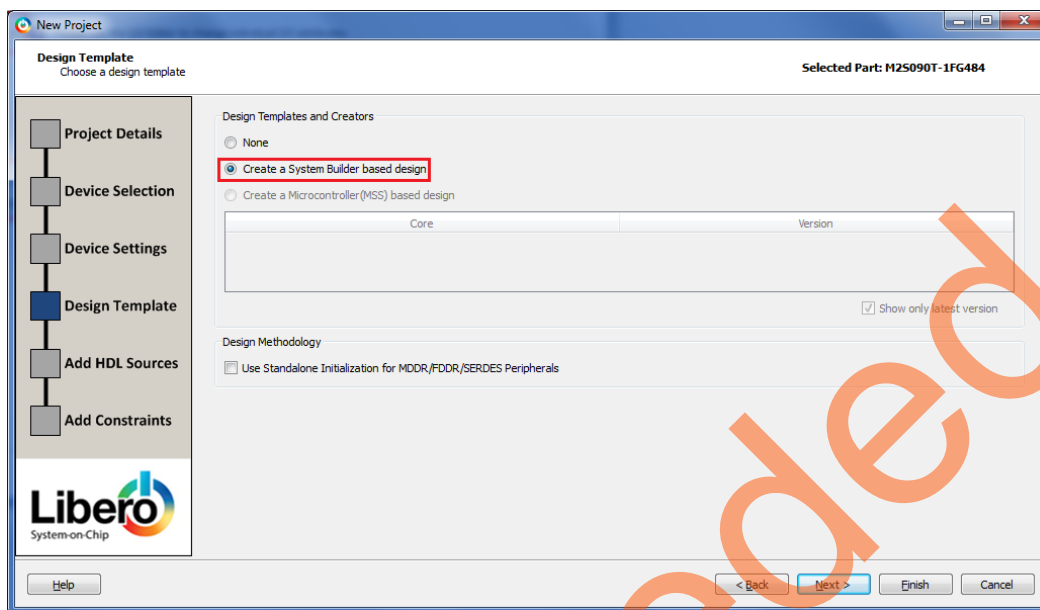 New Project
Design Template
Choose a design template
Selected Part: M2S090T-1FG484
Project Details
Device Selection
Device Settings
Design Template
Add HDL Sources
Add Constraints
Libero
System-on-Chip
Design Templates and Creators
None
Create a System Builder based design
Create a Microcontroller(MSS) based design
Core Version
Show only latest version
Design Methodology
Use Standalone Initialization for MDDR/FDDR/SERDES Peripherals
Help
< Back
Next >
Finish
Cancel
ded